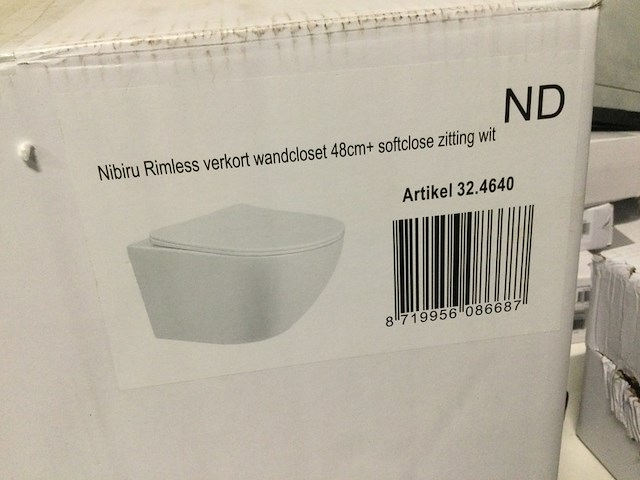 ND
Nibiru Rimless verkort wandcloset 48cm+ softclose zitting wit
Artikel 32.4640
8 719956 086687